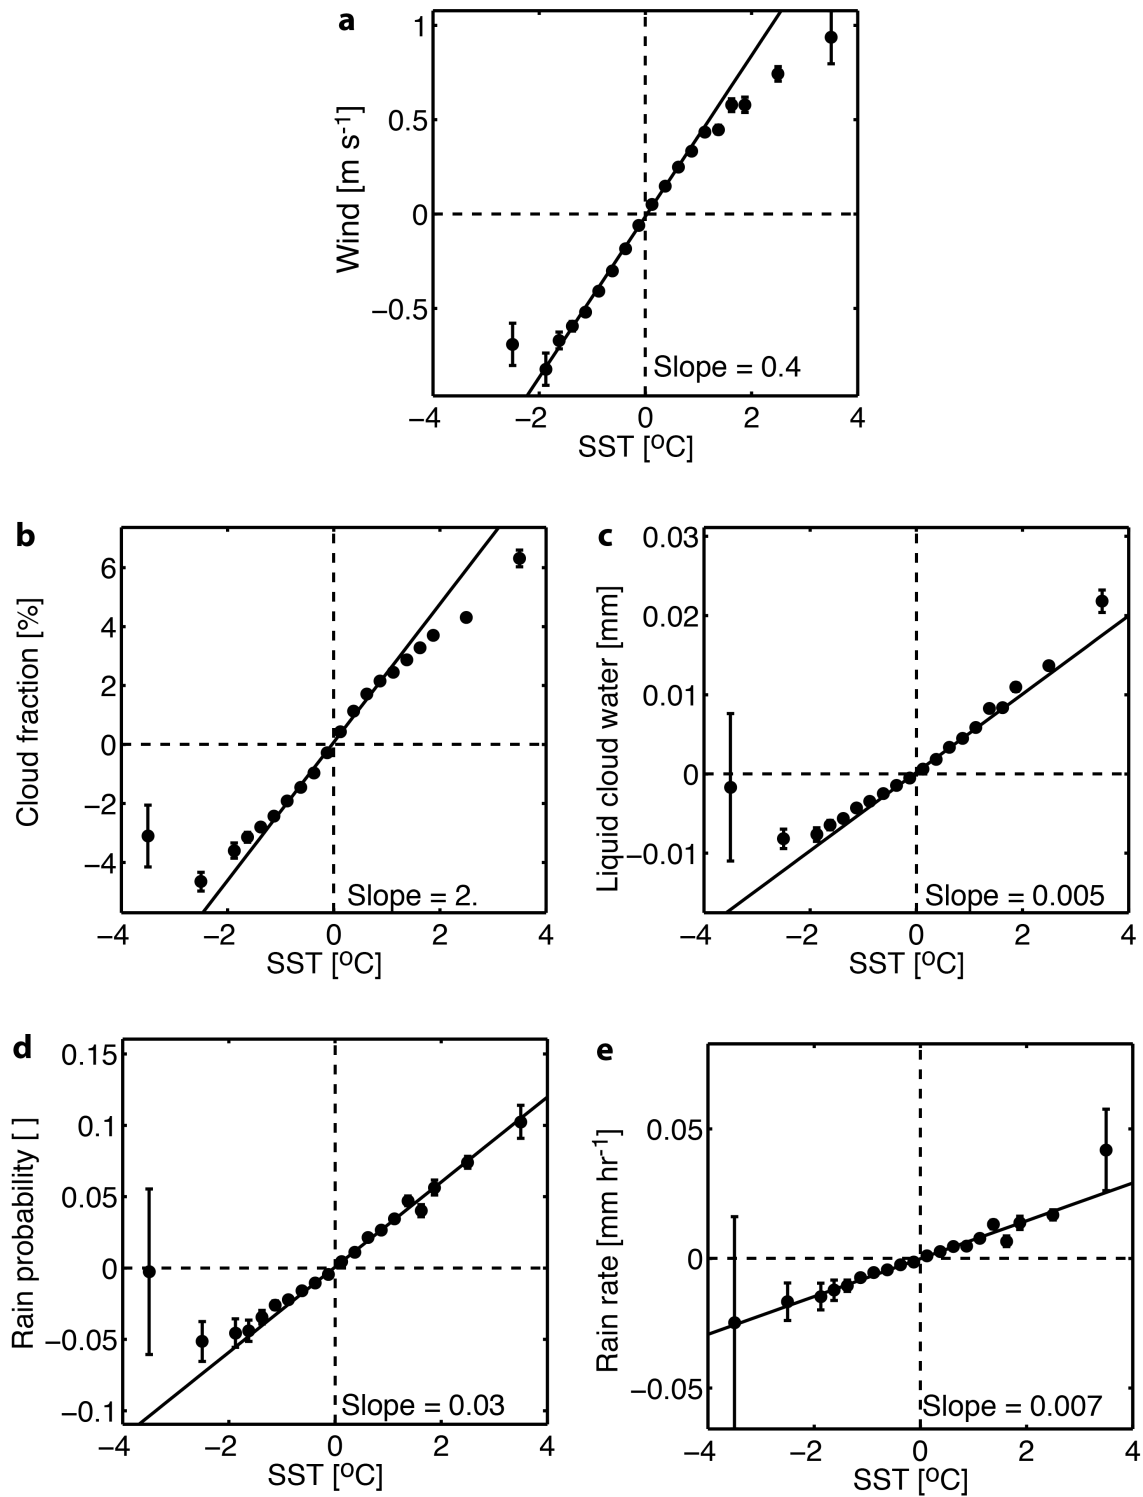 a
1
0.5
0
−0.5
Wind [m s-1]
−4 −2 0 2 4
SST [ºC]
Slope = 0.4
b
6
4
2
0
−2
−4
Cloud fraction [%]
Slope = 2.
−4 −2 0 2 4
SST [ºC]
c
0.03
0.02
0.01
0
−0.01
Liquid cloud water [mm]
Slope = 0.005
−4 −2 0 2 4
SST [ºC]
d
0.15
0.1
0.05
0
−0.05
−0.1
Rain probability [ ]
Slope = 0.03
−4 −2 0 2 4
SST [ºC]
e
0.05
0
−0.05
Rain rate [mm hr-1]
Slope = 0.007
−4 −2 0 2 4
SST [ºC]